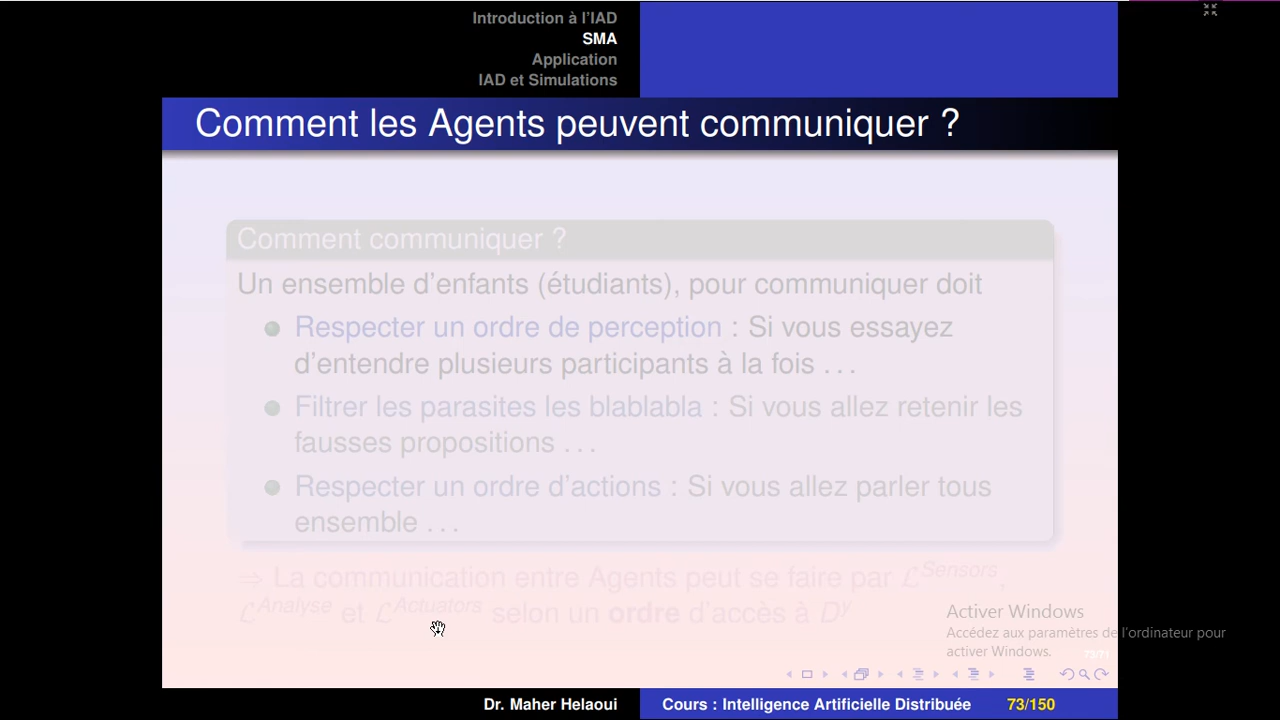 Introduction à l'IAD
SMA
Application
IAD et Simulations
Comment les Agents peuvent communiquer ?
Comment communiquer ?
Un ensemble d'enfants (étudiants), pour communiquer doit
Respecter un ordre de perception : Si vous essayez
d'entendre plusieurs participants à la fois . . .
Filtrer les parasites les blablabla : Si vous allez retenir les
fausses propositions . . .
Respecter un ordre d'actions : Si vous allez parler tous
ensemble . . .
⇒ La communication entre Agents peut se faire par ℒ^Sensors,
ℒ^Analyse et ℒ^Actuators selon un ordre d'accès à D^y
Activer Windows
Accédez aux paramètres de l'ordinateur pour
activer Windows.
Dr. Maher Helaoui
Cours : Intelligence Artificielle Distribuée
73/150